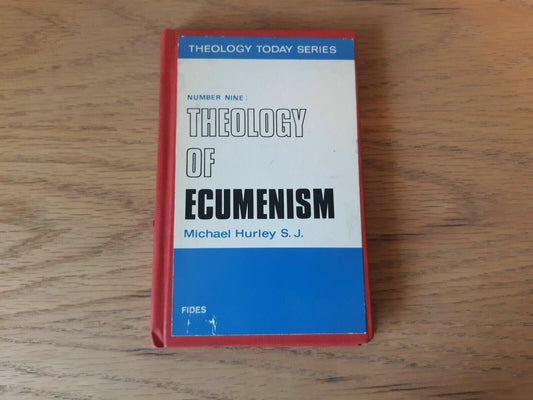 THEOLOGY TODAY SERIES
NUMBER NINE:
THEOLOGY
OF
ECUMENISM
Michael Hurley S. J.
FIDES